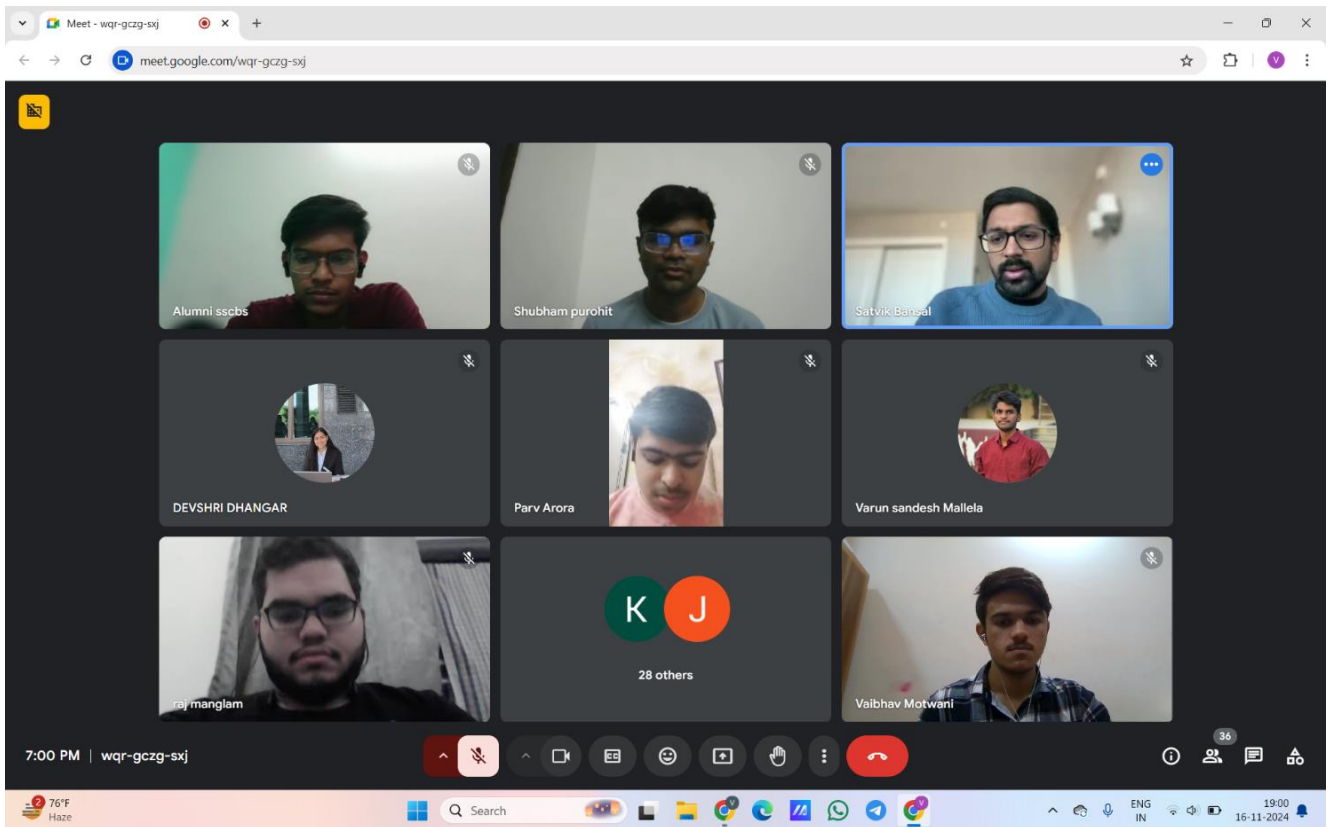 Meet - wqr-gczg-sxj
meet.google.com/wqr-gczg-sxj
V
Alumni sscbs
Shubham purohit
Satvik Bansal
DEVSHRI DHANGAR
Parv Arora
Varun sandesh Mallela
raj manglam
K J
28 others
Vaibhav Motwani
7:00 PM | wqr-gczg-sxj
36
2
76°F
Haze
Search
ENG
IN
19:00
16-11-2024